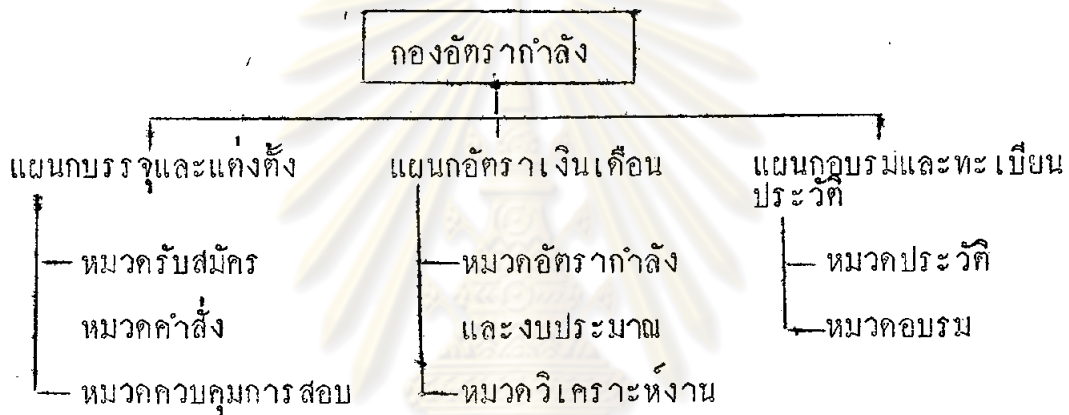 กองอัตรากำลัง
แผนกบรรจุและแต่งตั้ง
หมวดรับสมัคร
หมวดคำสั่ง
หมวดควบคุมการสอบ
แผนกอัตราเงินเดือน
หมวดอัตรากำลัง
และงบประมาณ
หมวดวิเคราะห์งาน
แผนกอบรมและทะเบียน
ประวัติ
หมวดประวัติ
หมวดอบรม